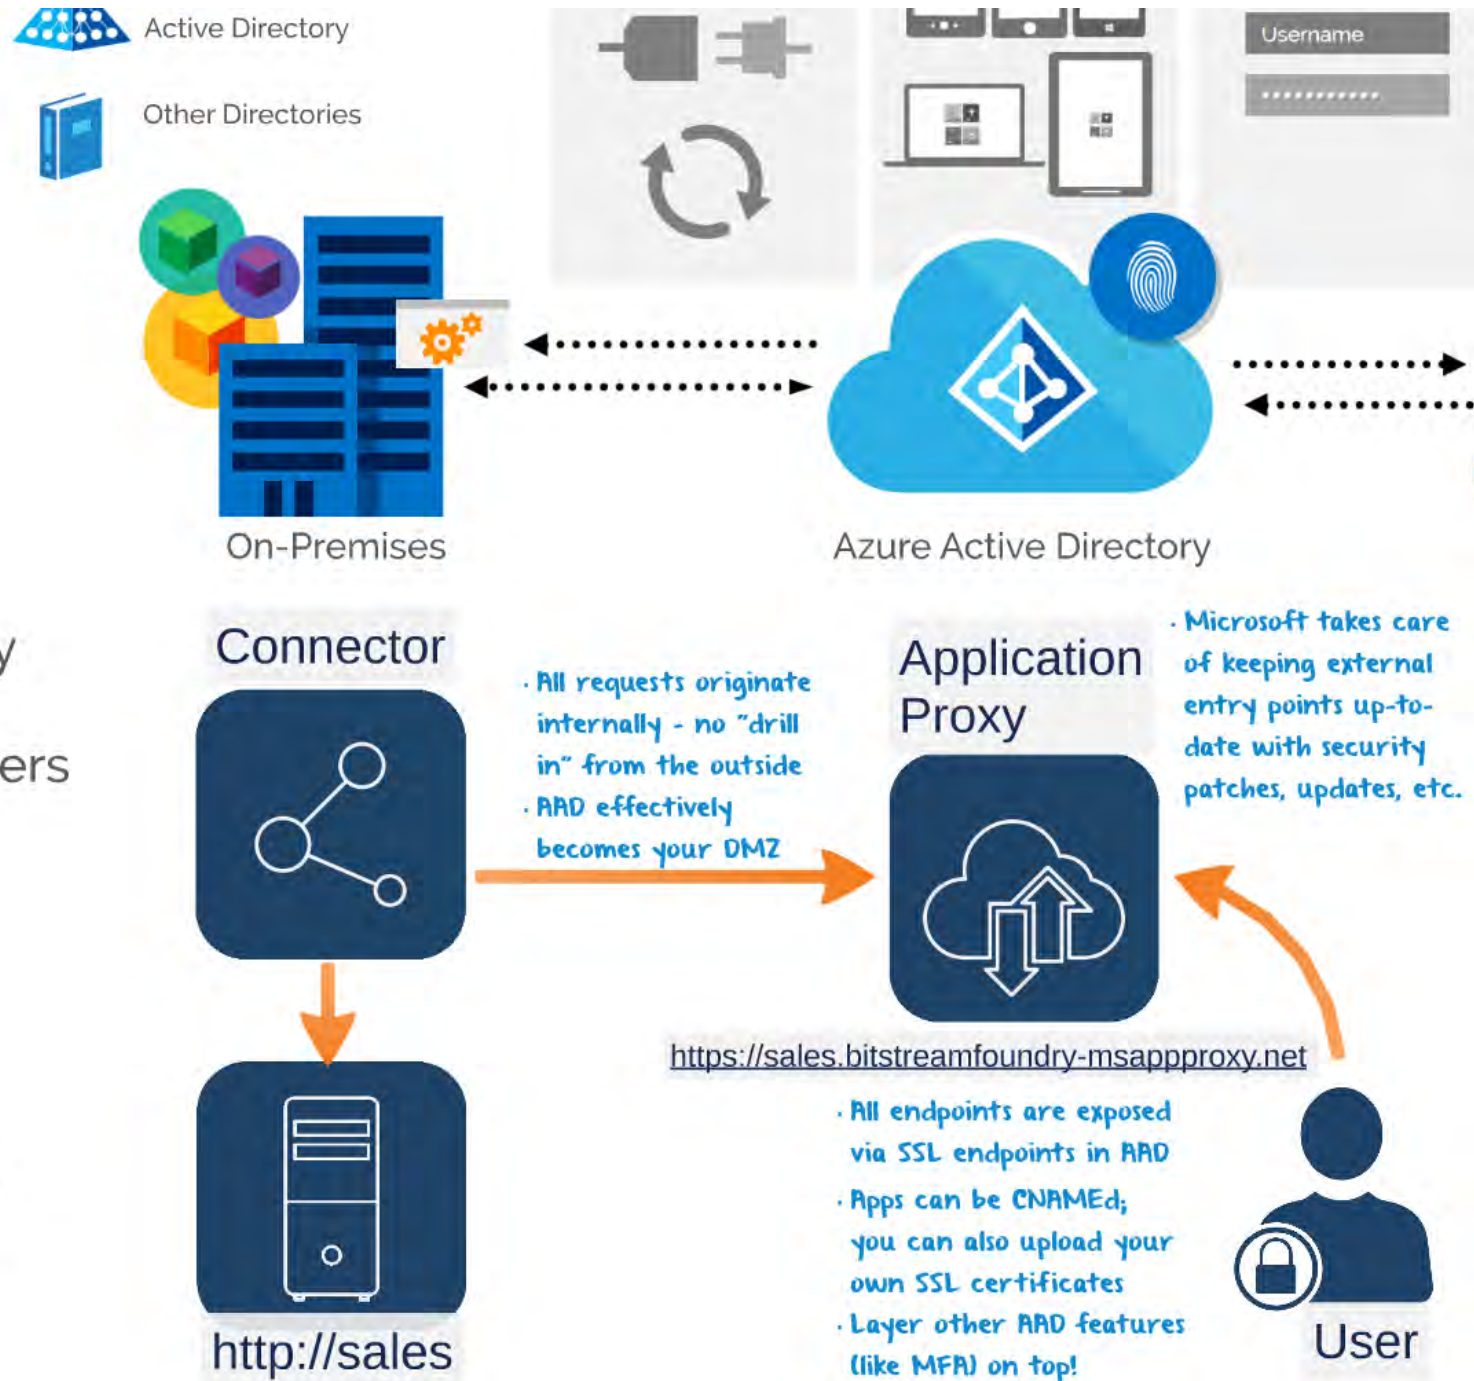 Active Directory
Other Directories
Username
On-Premises
Azure Active Directory
y
ers
Connector
· All requests originate
internally - no "drill
in" from the outside
· AAD effectively
becomes your DMZ
Application
Proxy
· Microsoft takes care
of keeping external
entry points up-to-
date with security
patches, updates, etc.
https://sales.bitstreamfoundry-msappproxy.net
· All endpoints are exposed
via SSL endpoints in AAD
· Apps can be CNAMEd;
you can also upload your
own SSL certificates
· Layer other AAD features
(like MFA) on top!
http://sales
User